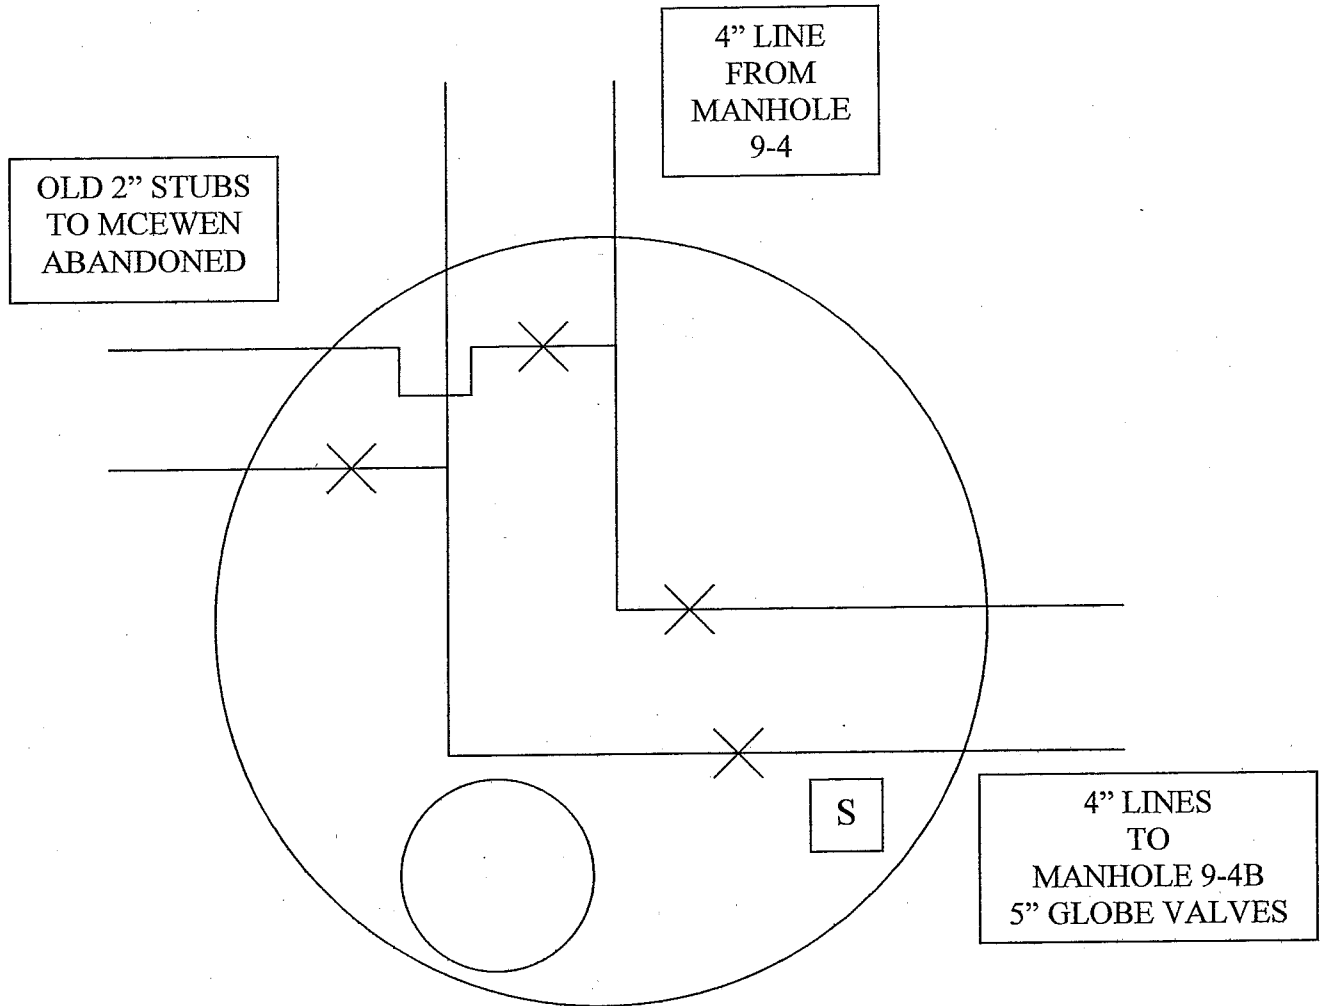 4” LINE
FROM
MANHOLE
9-4
OLD 2” STUBS
TO MCEWEN
ABANDONED
S
4” LINES
TO
MANHOLE 9-4B
5” GLOBE VALVES